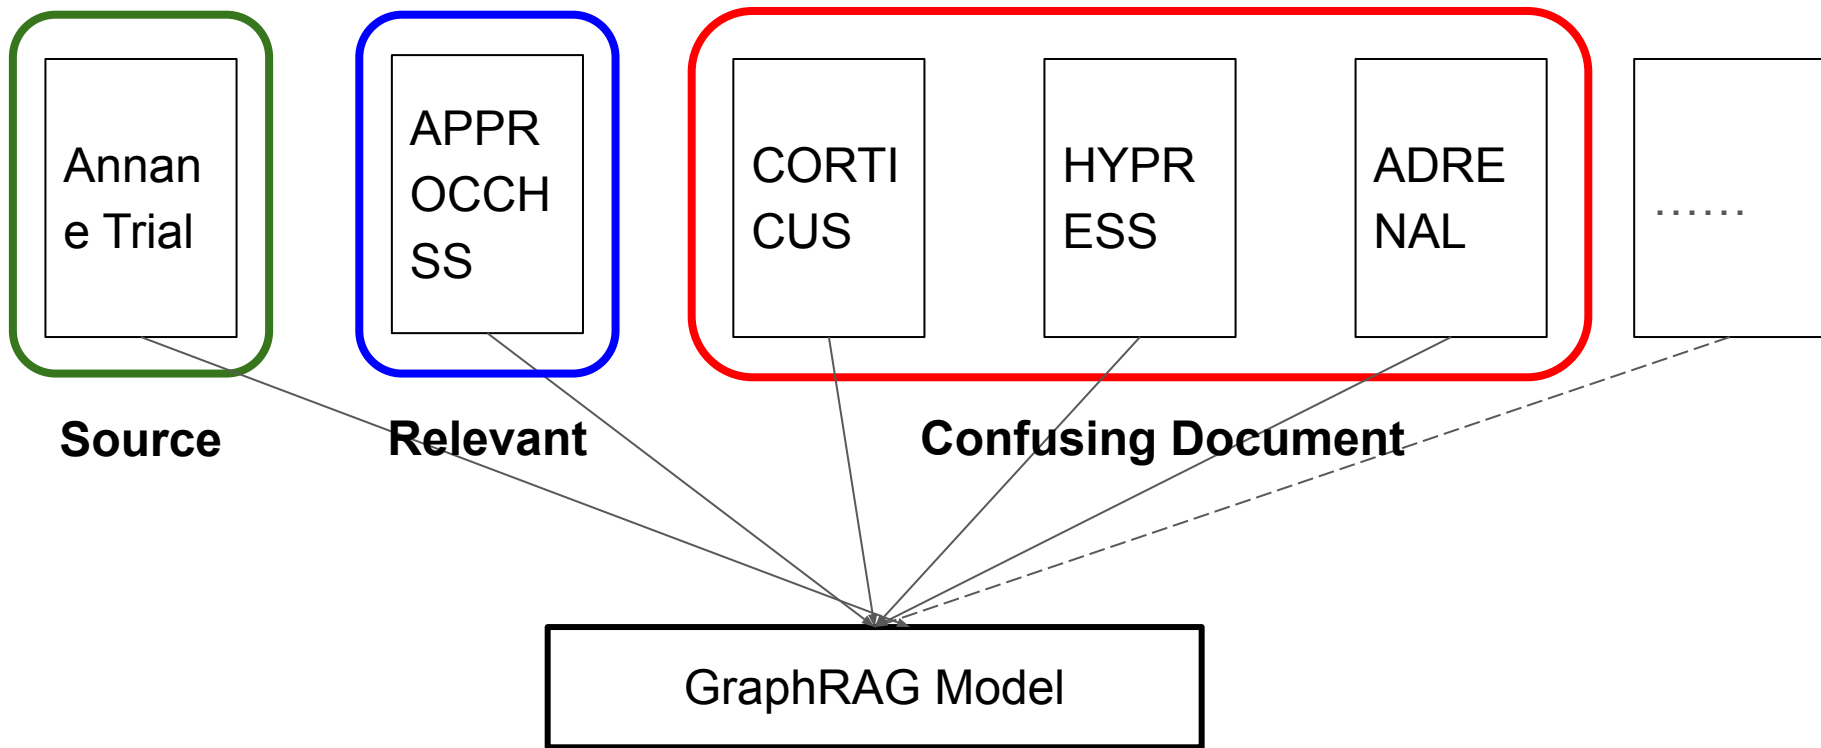 Annan
e Trial
APPR
OCCH
SS
CORTI
CUS
HYPR
ESS
ADRE
NAL
......
Source
Relevant
Confusing Document
GraphRAG Model